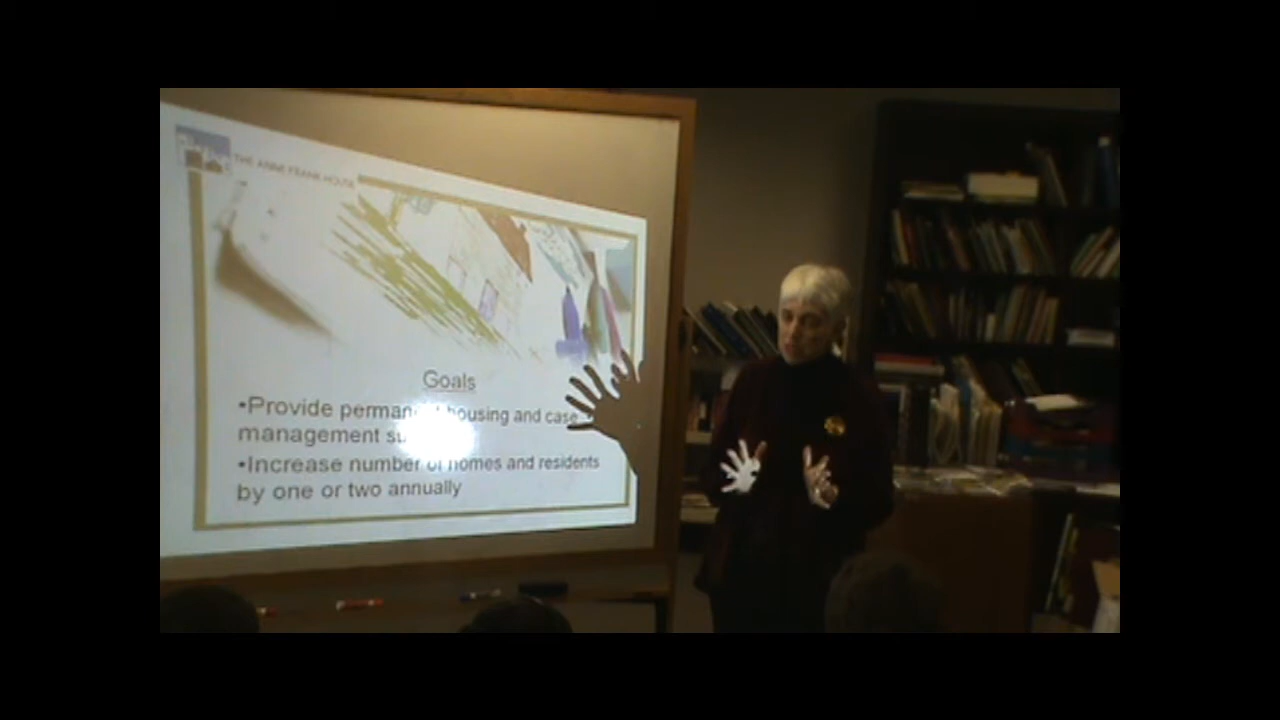 THE ANNE FRANK HOUSE
Goals
•Provide housing and case
management
•Increase number of homes and residents
by one or two annually